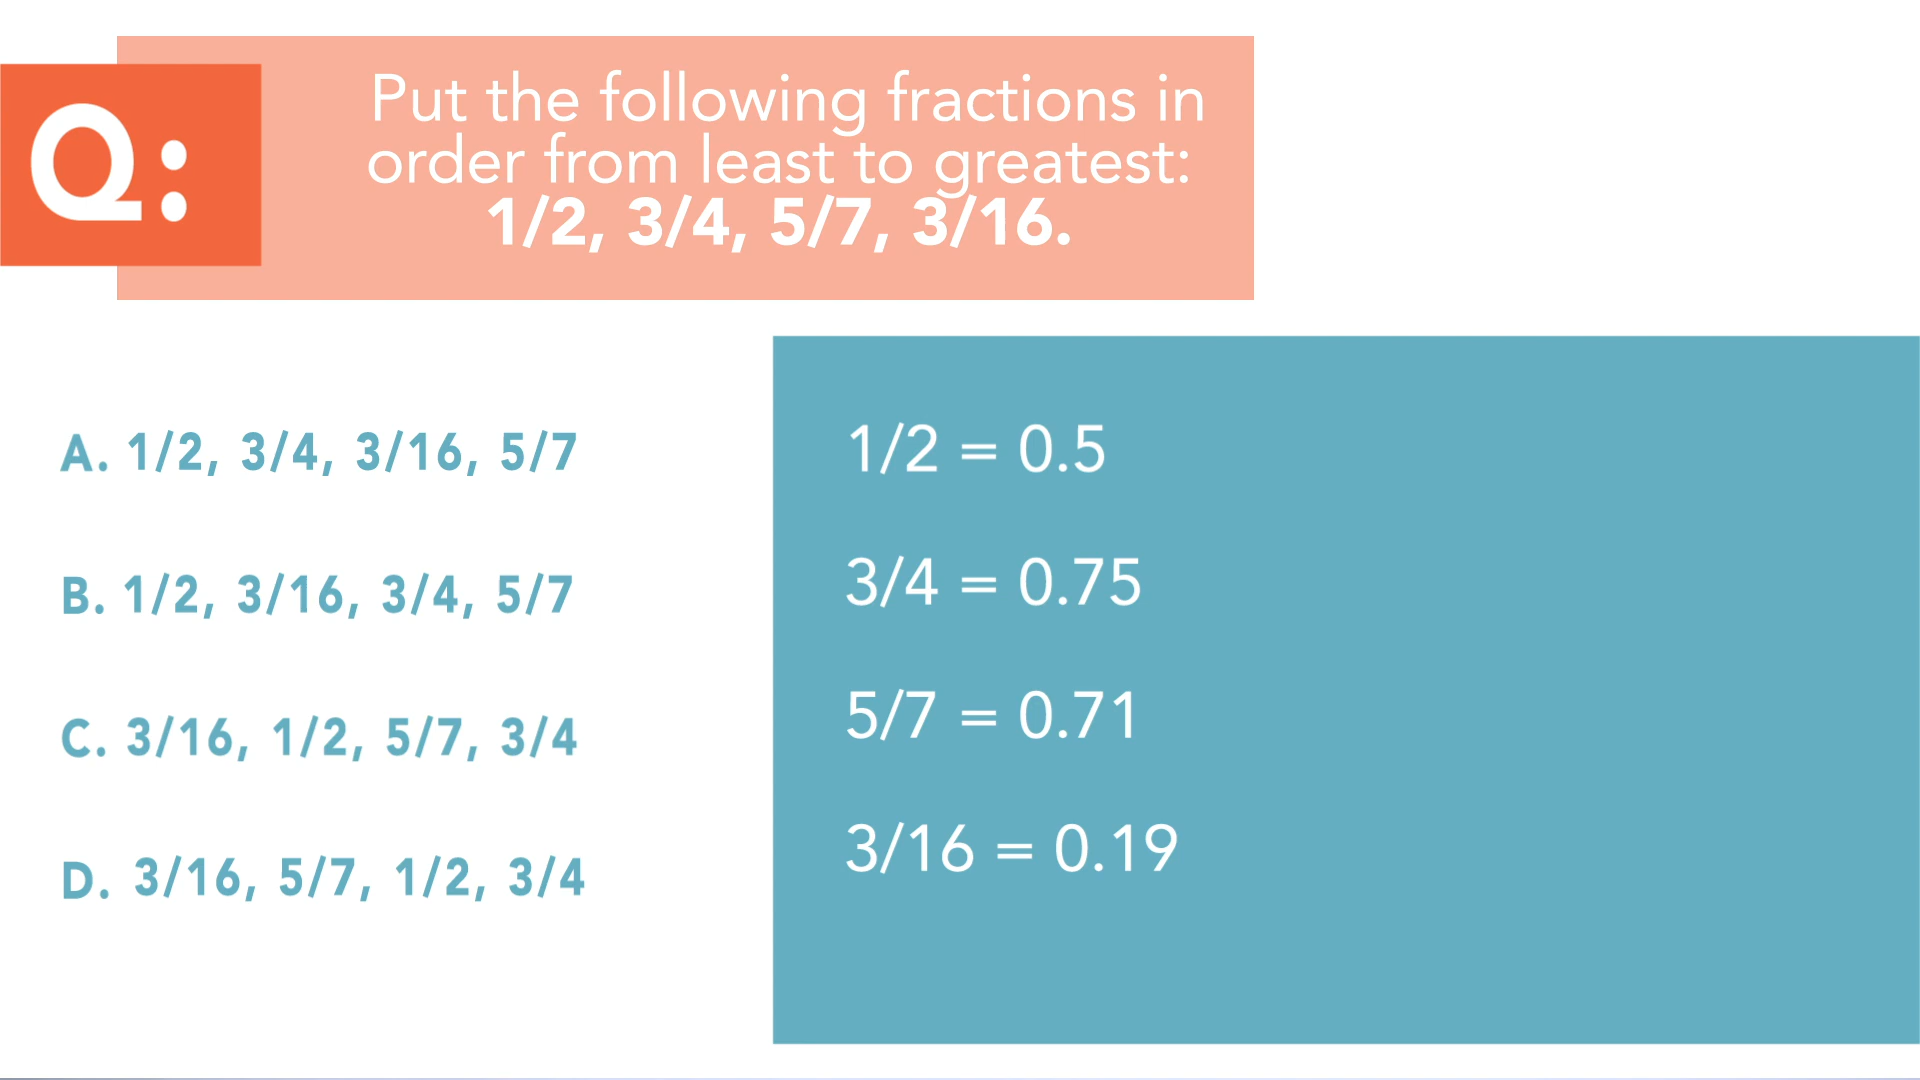 Q:
Put the following fractions in
order from least to greatest:
1/2, 3/4, 5/7, 3/16.
A. 1/2, 3/4, 3/16, 5/7
B. 1/2, 3/16, 3/4, 5/7
C. 3/16, 1/2, 5/7, 3/4
D. 3/16, 5/7, 1/2, 3/4
1/2 = 0.5
3/4 = 0.75
5/7 = 0.71
3/16 = 0.19